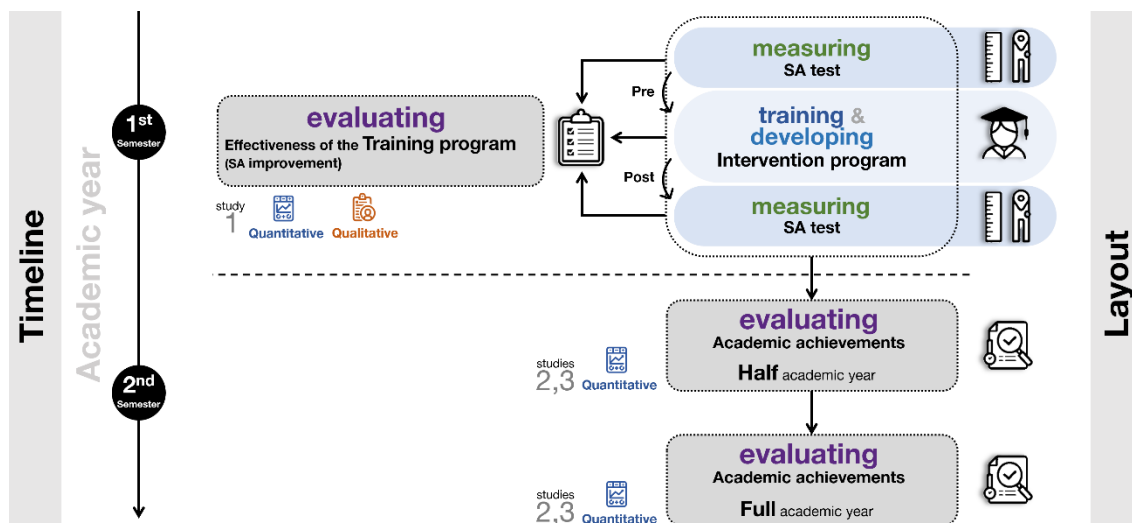 Timeline
Academic year
1st
Semester
2nd
Semester
measuring
SA test
Pre
training &
developing
Intervention program
Post
measuring
SA test
evaluating
Effectiveness of the Training program
(SA improvement)
study
1
Quantitative
Qualitative
evaluating
Academic achievements
Half academic year
studies
2,3
Quantitative
evaluating
Academic achievements
Full academic year
studies
2,3
Quantitative
Layout